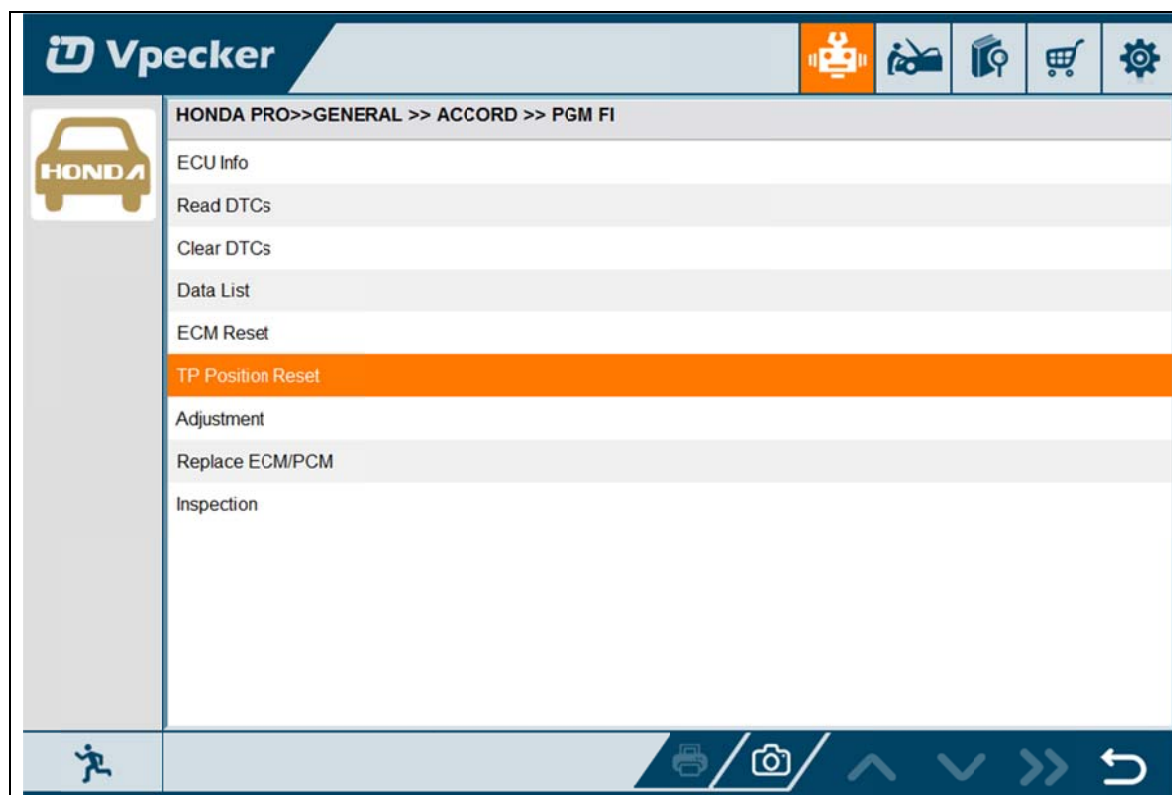 Vpecker
HONDA PRO>>GENERAL >> ACCORD >> PGM FI
HONDA
ECU Info
Read DTCs
Clear DTCs
Data List
ECM Reset
TP Position Reset
Adjustment
Replace ECM/PCM
Inspection